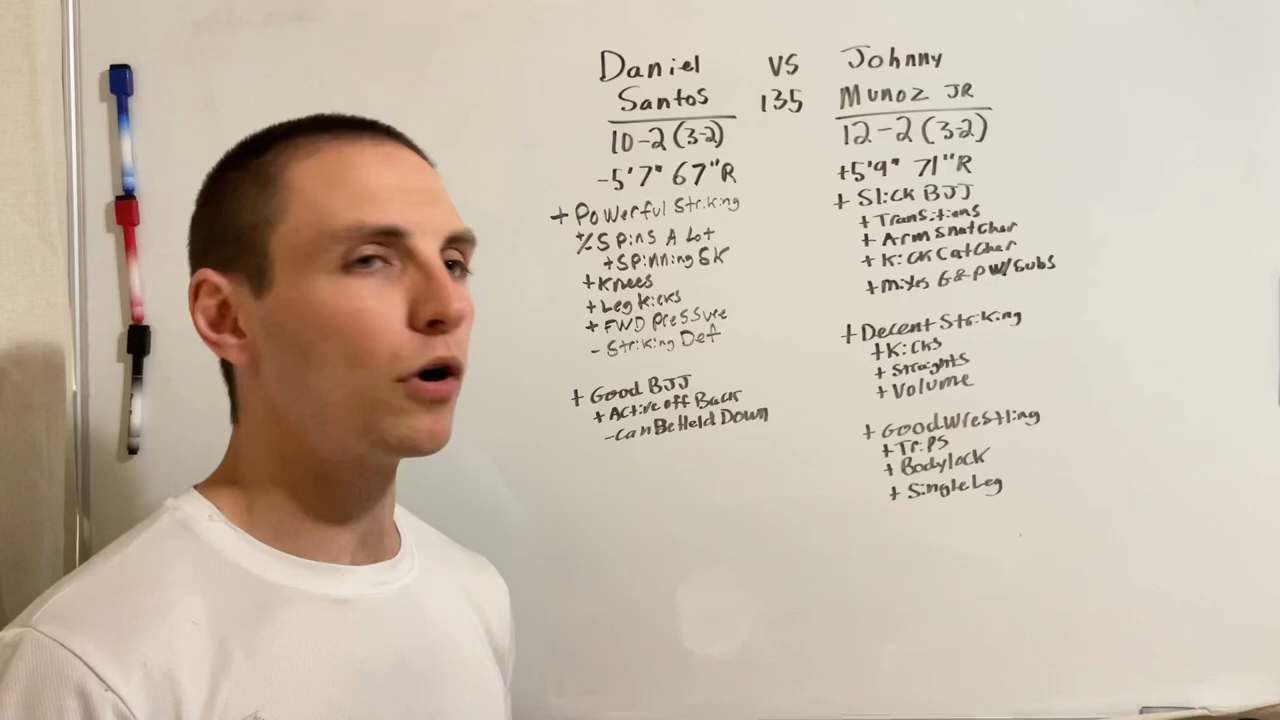 Daniel VS Johnny
Santos 135 Munoz JR
10-2 (3-2)
-5'7" 67"R
+ Powerful Striking
+/- Spins A Lot
+ Spinning SK
+ Knees
+ Leg Kicks
+ FWD Pressure
- Striking Def
+ Good BJJ
+ Active off Back
- Can Be Held Down
12-2 (3-2)
+5'9" 71"R
+ Slick BJJ
+ Transitions
+ Arm Snatcher
+ Kick Catcher
+ Mixes G&P W/Subs
+ Decent Striking
+ Kicks
+ Straights
+ Volume
+ Good Wrestling
+ Trips
+ Bodylock
+ Single Leg